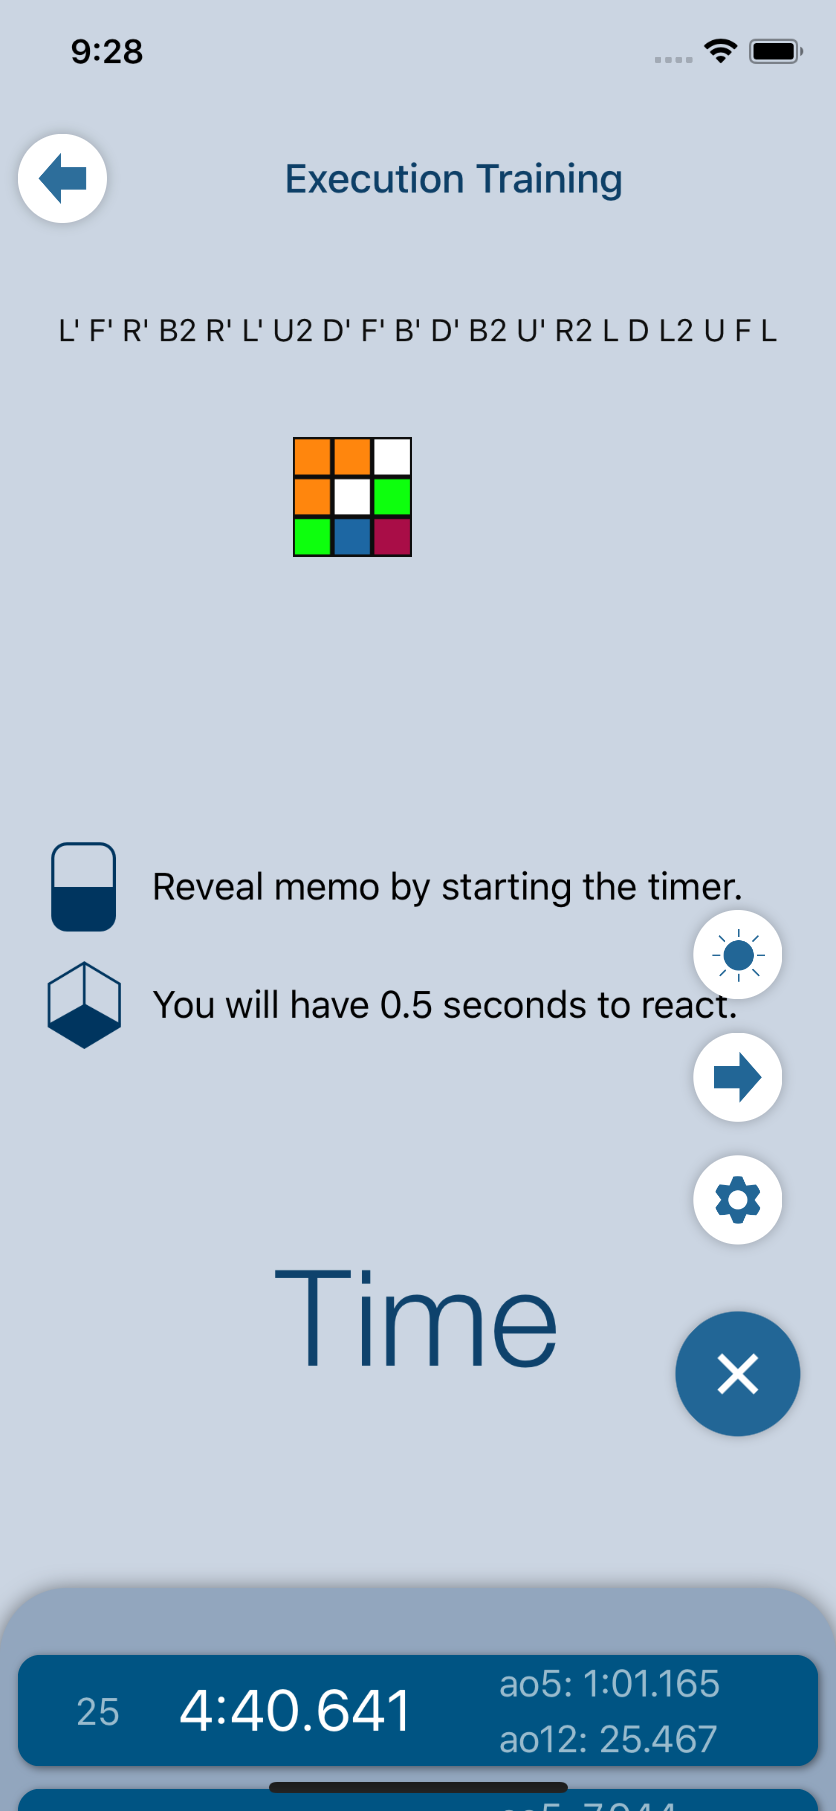 9:28
Execution Training
L' F' R' B2 R' L' U2 D' F' B' D' B2 U' R2 L D L2 U F L
Reveal memo by starting the timer.
You will have 0.5 seconds to react.
Time
25 4:40.641 ao5: 1:01.165
ao12: 25.467